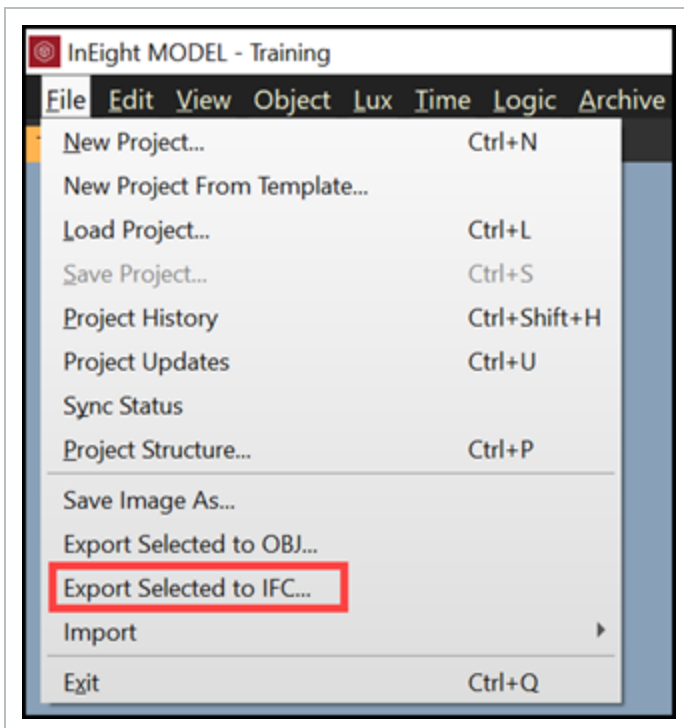 InEight MODEL - Training
File Edit View Object Lux Time Logic Archive
New Project... Ctrl+N
New Project From Template...
Load Project... Ctrl+L
Save Project... Ctrl+S
Project History Ctrl+Shift+H
Project Updates Ctrl+U
Sync Status
Project Structure... Ctrl+P
Save Image As...
Export Selected to OBJ...
Export Selected to IFC...
Import
Exit Ctrl+Q